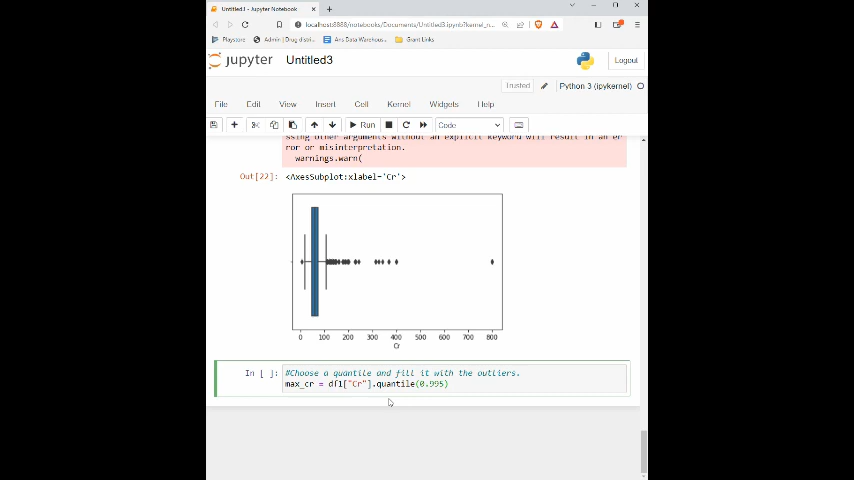 Untitled3 - Jupyter Notebook
localhost:8888/notebooks/Documents/Untitled3.ipynb?kernel_n...
Playstore Admin | Drug distri... Ans Data Warehous... Grant Links
jupyter Untitled3 Logout
Trusted Python 3 (ipykernel)
File Edit View Insert Cell Kernel Widgets Help
Run Code
ssing other arguments without an explicit keyword will result in an er
ror or misinterpretation.
warnings.warn(
Out[22]: <AxesSubplot:xlabel='Cr'>
0 100 200 300 400 500 600 700 800
Cr
In [ ]: #Choose a quantile and fill it with the outliers.
max_cr = df1["Cr"].quantile(0.995)